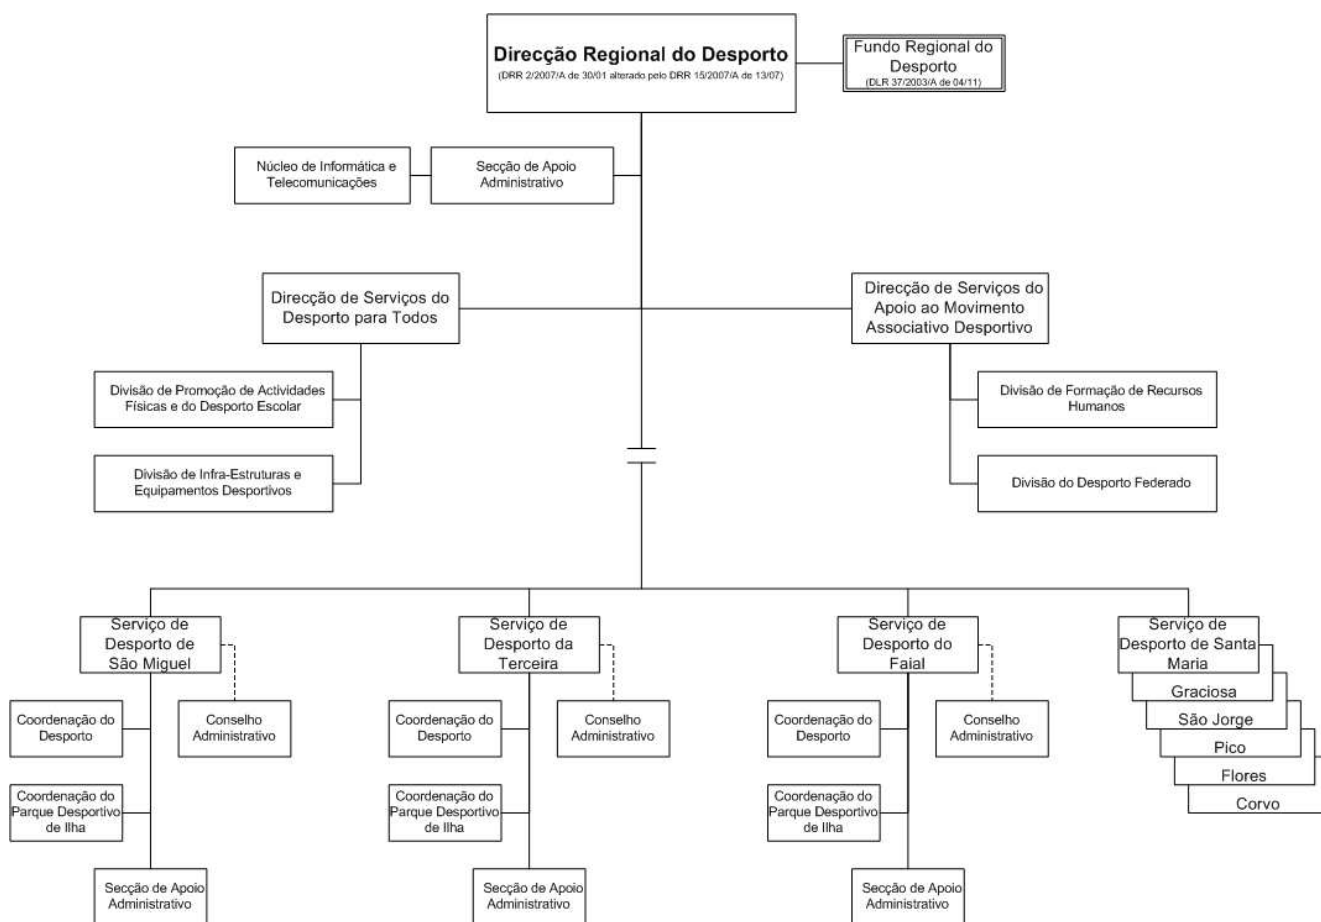 Direcção Regional do Desporto
(DRR 2/2007/A de 30/01 alterado pelo DRR 15/2007/A de 13/07)
Fundo Regional do
Desporto
(DLR 37/2003/A de 04/11)
Núcleo de Informática e
Telecomunicações
Secção de Apoio
Administrativo
Direcção de Serviços do
Desporto para Todos
Direcção de Serviços do
Apoio ao Movimento
Associativo Desportivo
Divisão de Promoção de Actividades
Físicas e do Desporto Escolar
Divisão de Formação de Recursos
Humanos
Divisão de Infra-Estruturas e
Equipamentos Desportivos
Divisão do Desporto Federado
Serviço de
Desporto de
São Miguel
Serviço de
Desporto da
Terceira
Serviço de
Desporto do
Faial
Serviço de
Desporto de Santa
Maria
Graciosa
São Jorge
Pico
Flores
Corvo
Coordenação do
Desporto
Conselho
Administrativo
Coordenação do
Desporto
Conselho
Administrativo
Coordenação do
Desporto
Conselho
Administrativo
Coordenação do
Parque Desportivo
de Ilha
Coordenação do
Parque Desportivo
de Ilha
Coordenação do
Parque Desportivo
de Ilha
Secção de Apoio
Administrativo
Secção de Apoio
Administrativo
Secção de Apoio
Administrativo